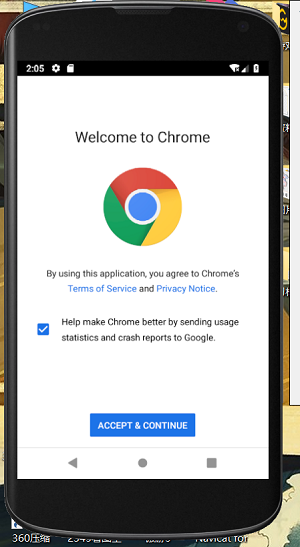 2:05
Welcome to Chrome
By using this application, you agree to Chrome's
Terms of Service and Privacy Notice.
Help make Chrome better by sending usage
statistics and crash reports to Google.
ACCEPT & CONTINUE
360压缩
Navicat for